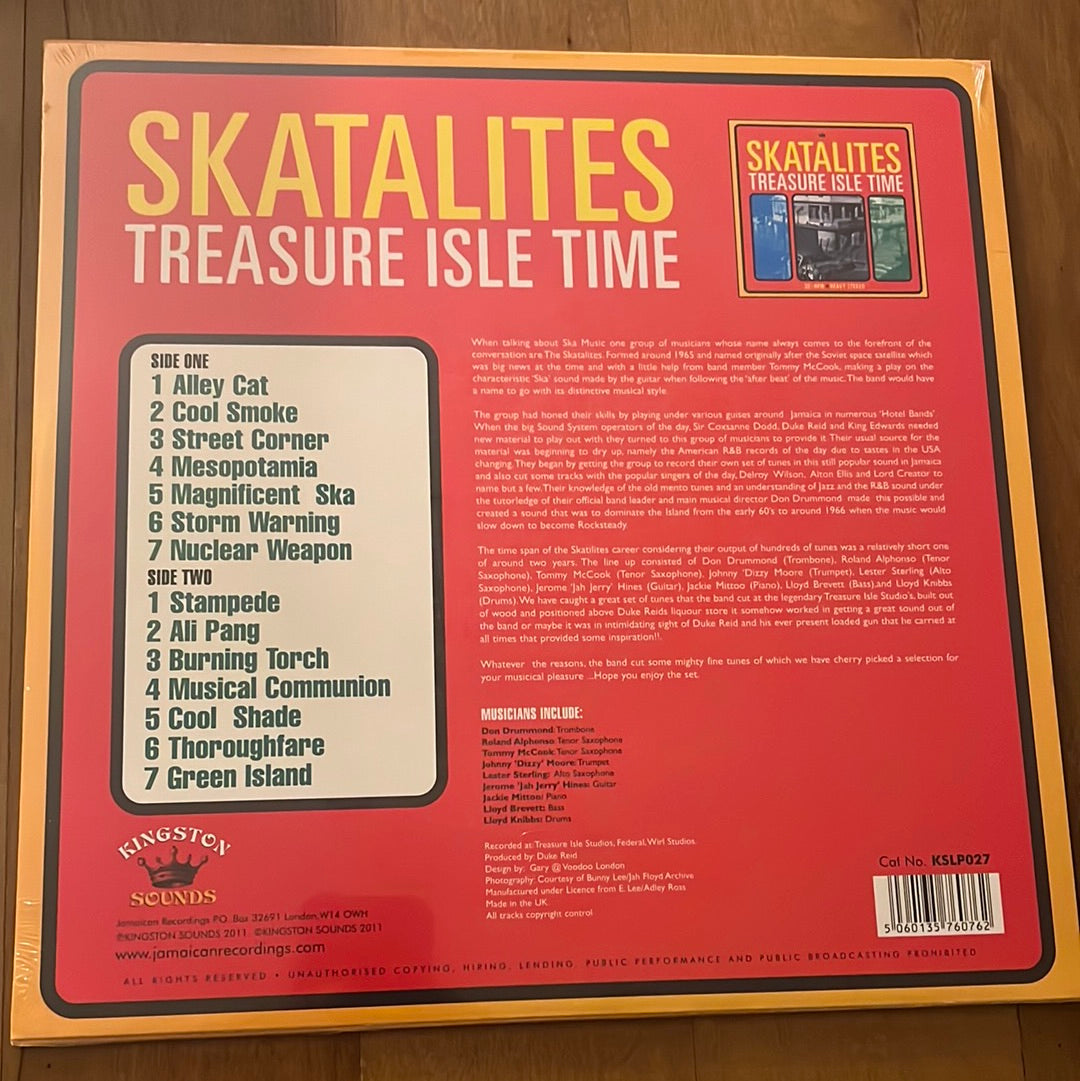 SKATALITES
TREASURE ISLE TIME
SKATALITES
TREASURE ISLE TIME
HEAVY STEREO
SIDE ONE
1 Alley Cat
2 Cool Smoke
3 Street Corner
4 Mesopotamia
5 Magnificent Ska
6 Storm Warning
7 Nuclear Weapon
SIDE TWO
1 Stampede
2 Ali Pang
3 Burning Torch
4 Musical Communion
5 Cool Shade
6 Thoroughfare
7 Green Island
When talking about Ska Music one group of musicians whose name always comes to the forefront of the
conversation are The Skatalites. Formed around 1965 and named originally after the Soviet space satellite which
was big news at the time and with a little help from band member Tommy McCook, making a play on the
characteristic 'Ska' sound made by the guitar when following the 'after beat' of the music. The band would have
a name to go with its distinctive musical style.
The group had honed their skills by playing under various guises around Jamaica in numerous 'Hotel Bands'.
When the big Sound System operators of the day, Sir Coxsanne Dodd, Duke Reid and King Edwards needed
new material to play out with they turned to this group of musicians to provide it. Their usual source for the
material was beginning to dry up, namely the American R&B records of the day due to tastes in the USA
changing. They began by getting the group to record their own set of tunes in this still popular sound in Jamaica
and also cut some tracks with the popular singers of the day, Delroy Wilson, Alton Ellis and Lord Creator to
name but a few. Their knowledge of the old mento tunes and an understanding of Jazz and the R&B sound under
the tutorledge of their official band leader and main musical director Don Drummond made this possible and
created a sound that was to dominate the Island from the early 60's to around 1966 when the music would
slow down to become Rocksteady.
The time span of the Skatilites career considering their output of hundreds of tunes was a relatively short one
of around two years. The line up consisted of Don Drummond (Trombone), Roland Alphonso (Tenor
Saxophone), Tommy McCook (Tenor Saxophone), Johnny 'Dizzy Moore (Trumpet), Lester Sterling (Alto
Saxophone), Jerome 'Jah Jerry' Hines (Guitar), Jackie Mittoo (Piano), Lloyd Brevett (Bass),and Lloyd Knibbs
(Drums). We have caught a great set of tunes that the band cut at the legendary Treasure Isle Studio's, built out
of wood and positioned above Duke Reids liquour store it somehow worked in getting a great sound out of
the band or maybe it was in intimidating sight of Duke Reid and his ever present loaded gun that he carried at
all times that provided some inspiration!!.
Whatever the reasons, the band cut some mighty fine tunes of which we have cherry picked a selection for
your musicical pleasure ...Hope you enjoy the set.
MUSICIANS INCLUDE:
Don Drummond: Trombone
Roland Alphonso: Tenor Saxophone
Tommy McCook: Tenor Saxophone
Johnny 'Dizzy' Moore: Trumpet
Lester Sterling: Alto Saxophone
Jerome 'Jah Jerry' Hines: Guitar
Jackie Mittoo: Piano
Lloyd Brevett: Bass
Lloyd Knibbs: Drums
Recorded at: Treasure Isle Studios, Federal, Wirl Studios.
Produced by: Duke Reid
Design by: Gary @ Voodoo London
Photography: Courtesy of Bunny Lee/Jah Floyd Archive
Manufactured under Licence from E. Lee/Adley Ross
Made in the UK.
All tracks copyright control
KINGSTON
SOUNDS
Jamaican Recordings P.O. Box 32691 London, W14 OWH
℗KINGSTON SOUNDS 2011. ©KINGSTON SOUNDS 2011
www.jamaicanrecordings.com
Cat No. KSLP027
5 060135 760762
ALL RIGHTS RESERVED • UNAUTHORISED COPYING, HIRING, LENDING, PUBLIC PERFORMANCE AND PUBLIC BROADCASTING PROHIBITED